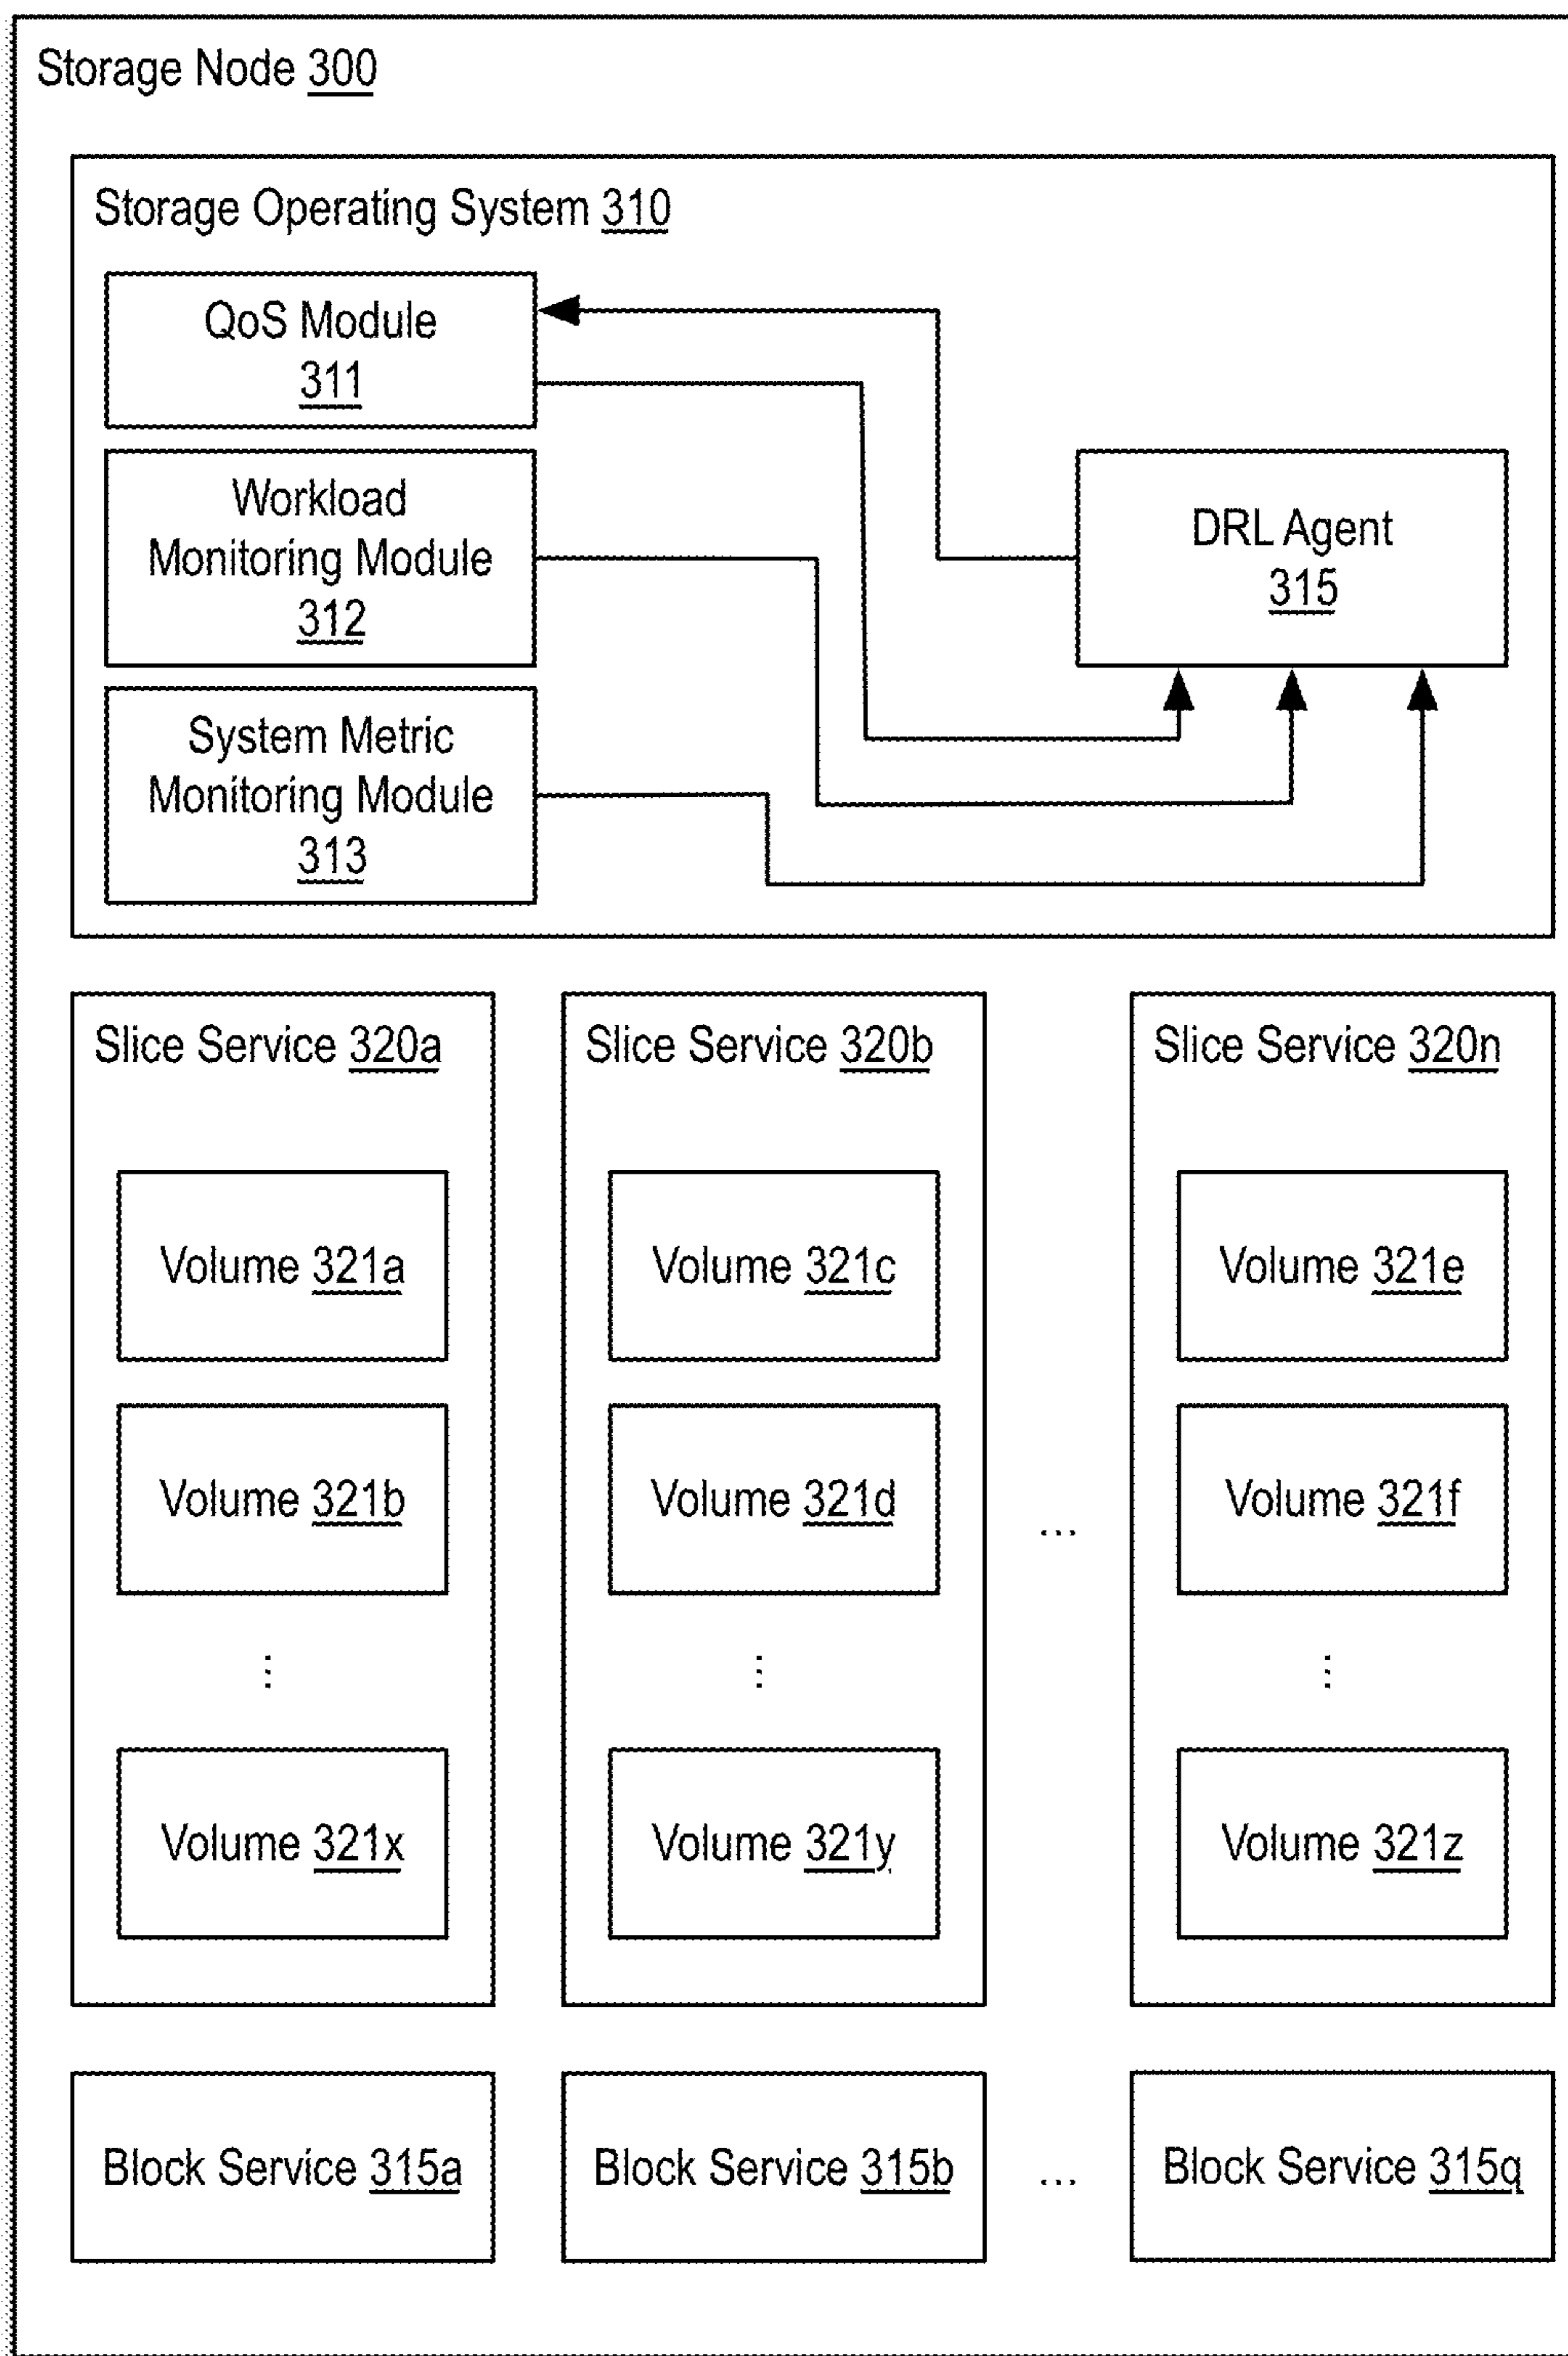 Storage Node 300
Storage Operating System 310
QoS Module
311
Workload
Monitoring Module
312
System Metric
Monitoring Module
313
DRL Agent
315
Slice Service 320a
Volume 321a
Volume 321b
⋮
Volume 321x
Slice Service 320b
Volume 321c
Volume 321d
⋮
Volume 321y
...
Slice Service 320n
Volume 321e
Volume 321f
⋮
Volume 321z
Block Service 315a
Block Service 315b
...
Block Service 315q